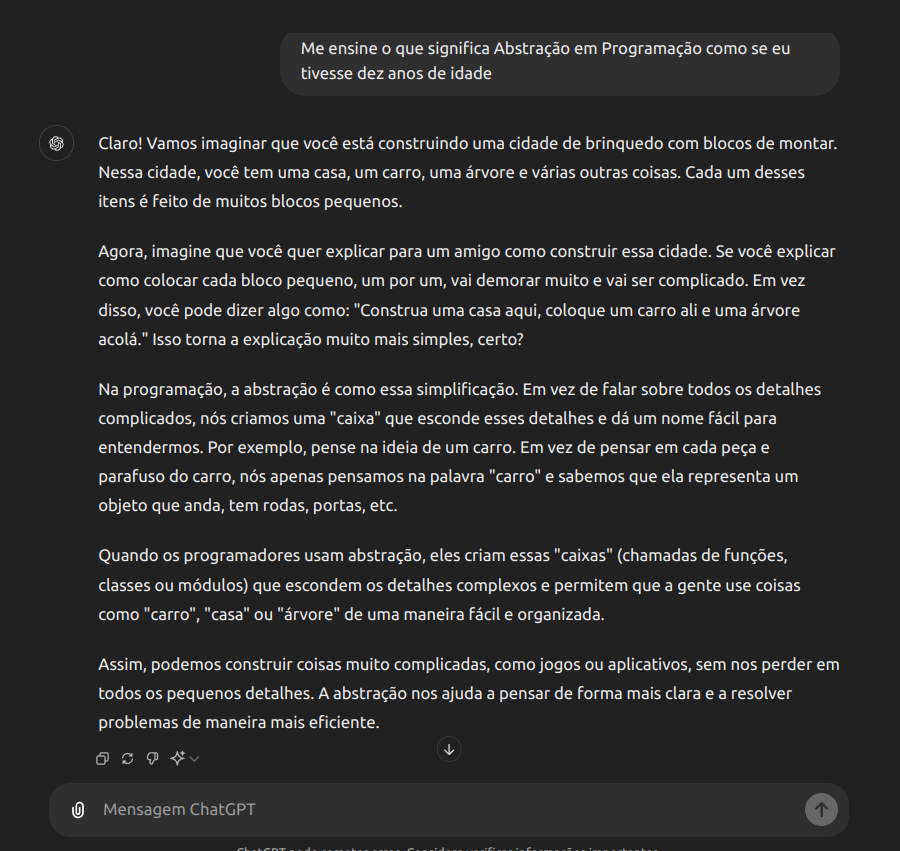 Me ensine o que significa Abstração em Programação como se eu
tivesse dez anos de idade
Claro! Vamos imaginar que você está construindo uma cidade de brinquedo com blocos de montar.
Nessa cidade, você tem uma casa, um carro, uma árvore e várias outras coisas. Cada um desses
itens é feito de muitos blocos pequenos.
Agora, imagine que você quer explicar para um amigo como construir essa cidade. Se você explicar
como colocar cada bloco pequeno, um por um, vai demorar muito e vai ser complicado. Em vez
disso, você pode dizer algo como: "Construa uma casa aqui, coloque um carro ali e uma árvore
acolá." Isso torna a explicação muito mais simples, certo?
Na programação, a abstração é como essa simplificação. Em vez de falar sobre todos os detalhes
complicados, nós criamos uma "caixa" que esconde esses detalhes e dá um nome fácil para
entendermos. Por exemplo, pense na ideia de um carro. Em vez de pensar em cada peça e
parafuso do carro, nós apenas pensamos na palavra "carro" e sabemos que ela representa um
objeto que anda, tem rodas, portas, etc.
Quando os programadores usam abstração, eles criam essas "caixas" (chamadas de funções,
classes ou módulos) que escondem os detalhes complexos e permitem que a gente use coisas
como "carro", "casa" ou "árvore" de uma maneira fácil e organizada.
Assim, podemos construir coisas muito complicadas, como jogos ou aplicativos, sem nos perder em
todos os pequenos detalhes. A abstração nos ajuda a pensar de forma mais clara e a resolver
problemas de maneira mais eficiente.
Mensagem ChatGPT
ChatGPT pode cometer erros. Considere verificar informações importantes.